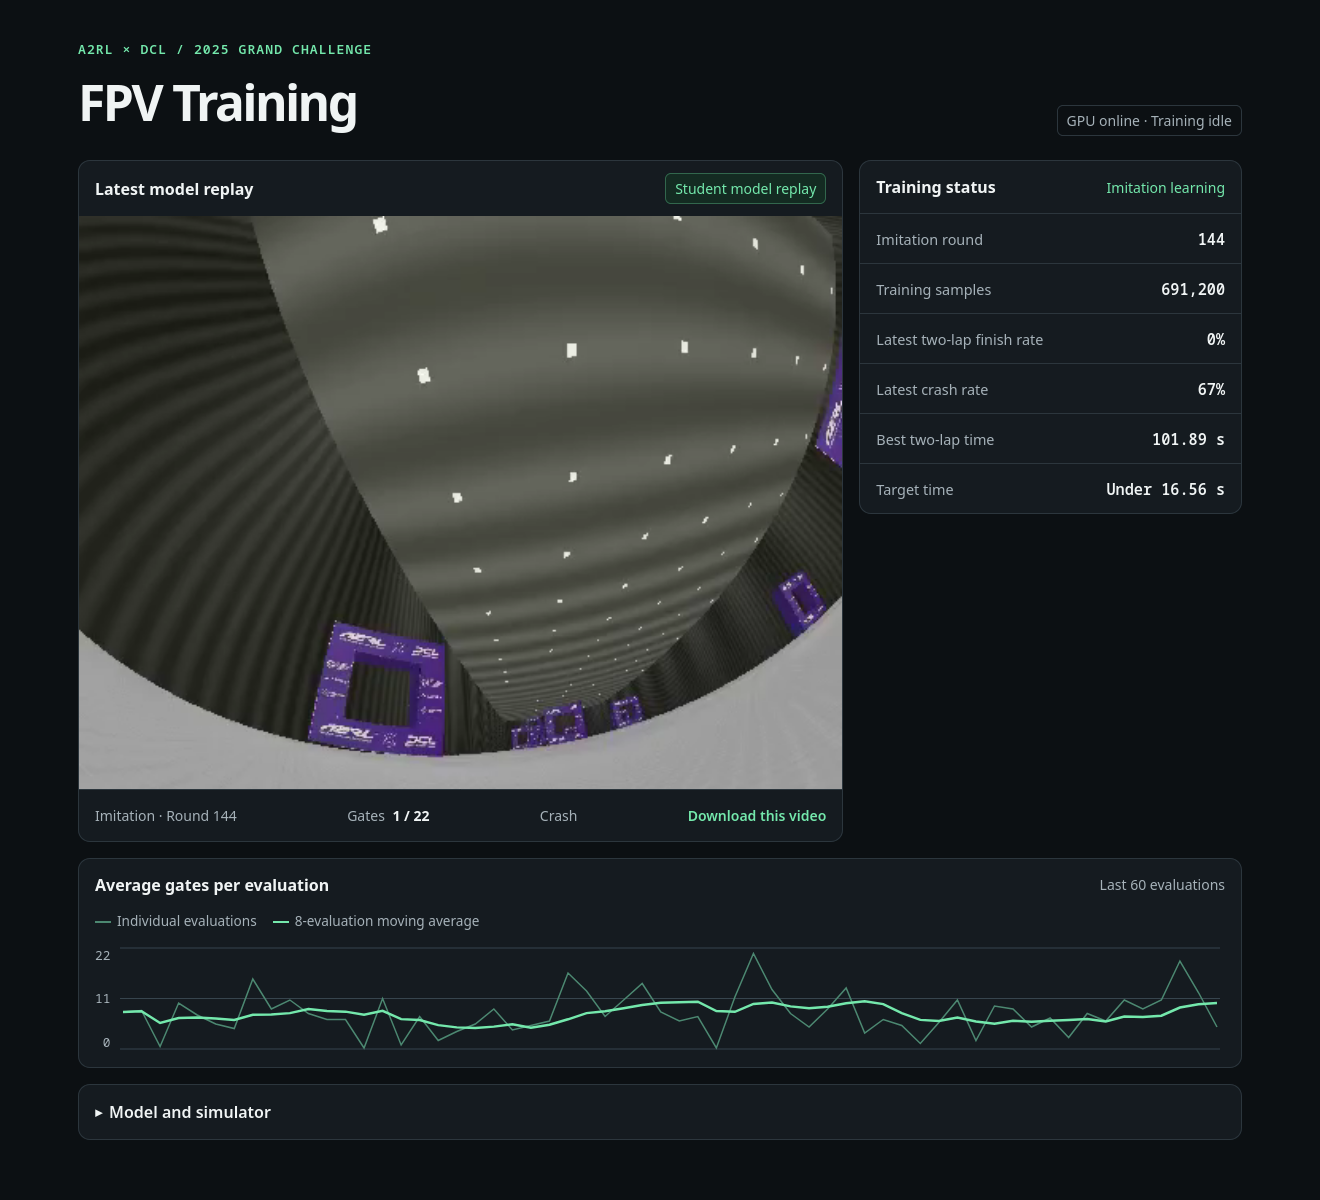 A2RL × DCL / 2025 GRAND CHALLENGE
FPV Training
GPU online · Training idle
Latest model replay
Student model replay
A2RL
DCL
A2RL
DCL
Imitation · Round 144
Gates 1 / 22
Crash
Download this video
Training status
Imitation learning
Imitation round
144
Training samples
691,200
Latest two-lap finish rate
0%
Latest crash rate
67%
Best two-lap time
101.89 s
Target time
Under 16.56 s
Average gates per evaluation
Last 60 evaluations
Individual evaluations
8-evaluation moving average
22
11
0
▸ Model and simulator